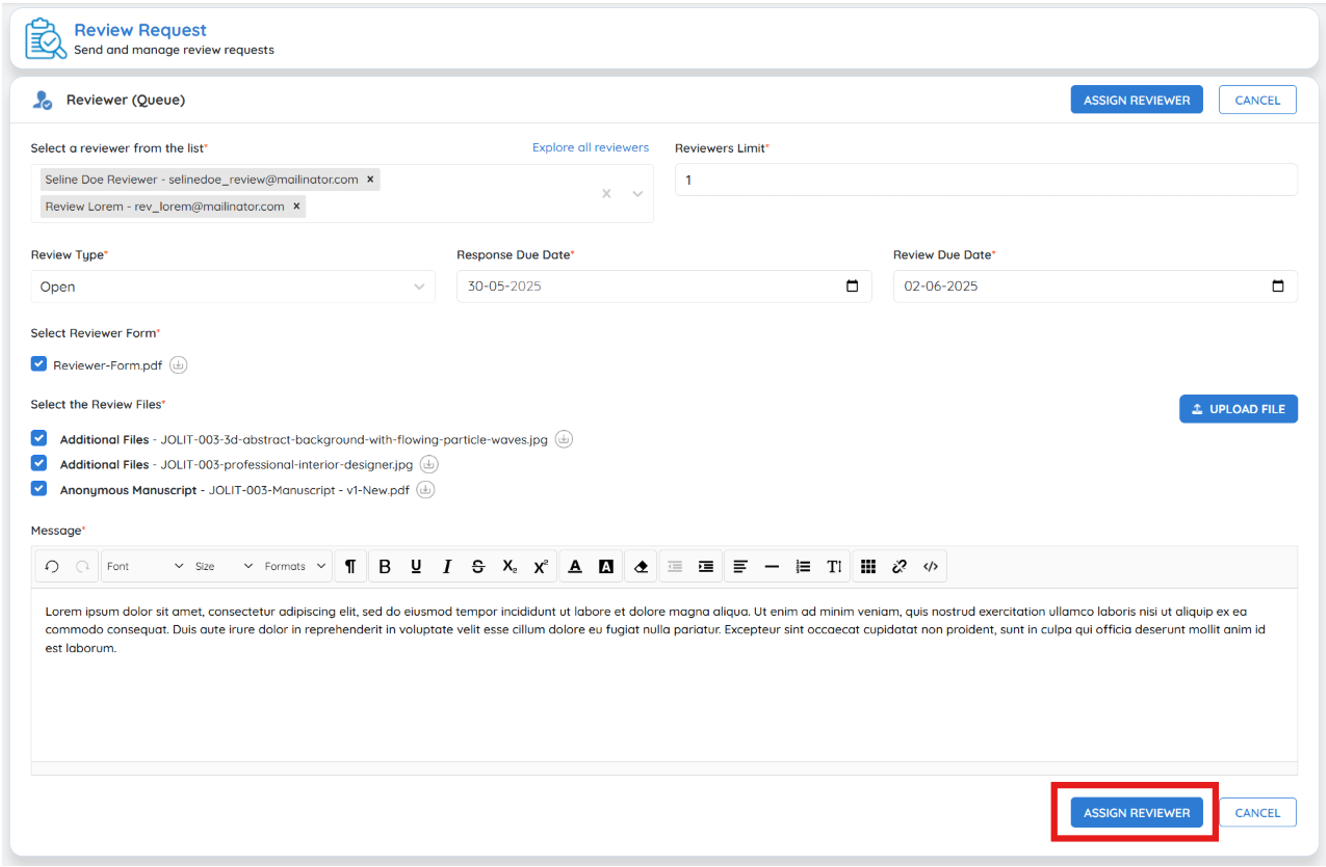 Review Request
Send and manage review requests
Reviewer (Queue)
ASSIGN REVIEWER
CANCEL
Select a reviewer from the list*
Explore all reviewers
Reviewers Limit*
Seline Doe Reviewer - selinedoe_review@mailinator.com ×
Review Lorem - rev_lorem@mailinator.com ×
1
Review Type*
Response Due Date*
Review Due Date*
Open
30-05-2025
02-06-2025
Select Reviewer Form*
Reviewer-Form.pdf
Select the Review Files*
UPLOAD FILE
Additional Files - JOLIT-003-3d-abstract-background-with-flowing-particle-waves.jpg
Additional Files - JOLIT-003-professional-interior-designer.jpg
Anonymous Manuscript - JOLIT-003-Manuscript - v1-New.pdf
Message*
Font Size Formats
Lorem ipsum dolor sit amet, consectetur adipiscing elit, sed do eiusmod tempor incididunt ut labore et dolore magna aliqua. Ut enim ad minim veniam, quis nostrud exercitation ullamco laboris nisi ut aliquip ex ea
commodo consequat. Duis aute irure dolor in reprehenderit in voluptate velit esse cillum dolore eu fugiat nulla pariatur. Excepteur sint occaecat cupidatat non proident, sunt in culpa qui officia deserunt mollit anim id
est laborum.
ASSIGN REVIEWER
CANCEL